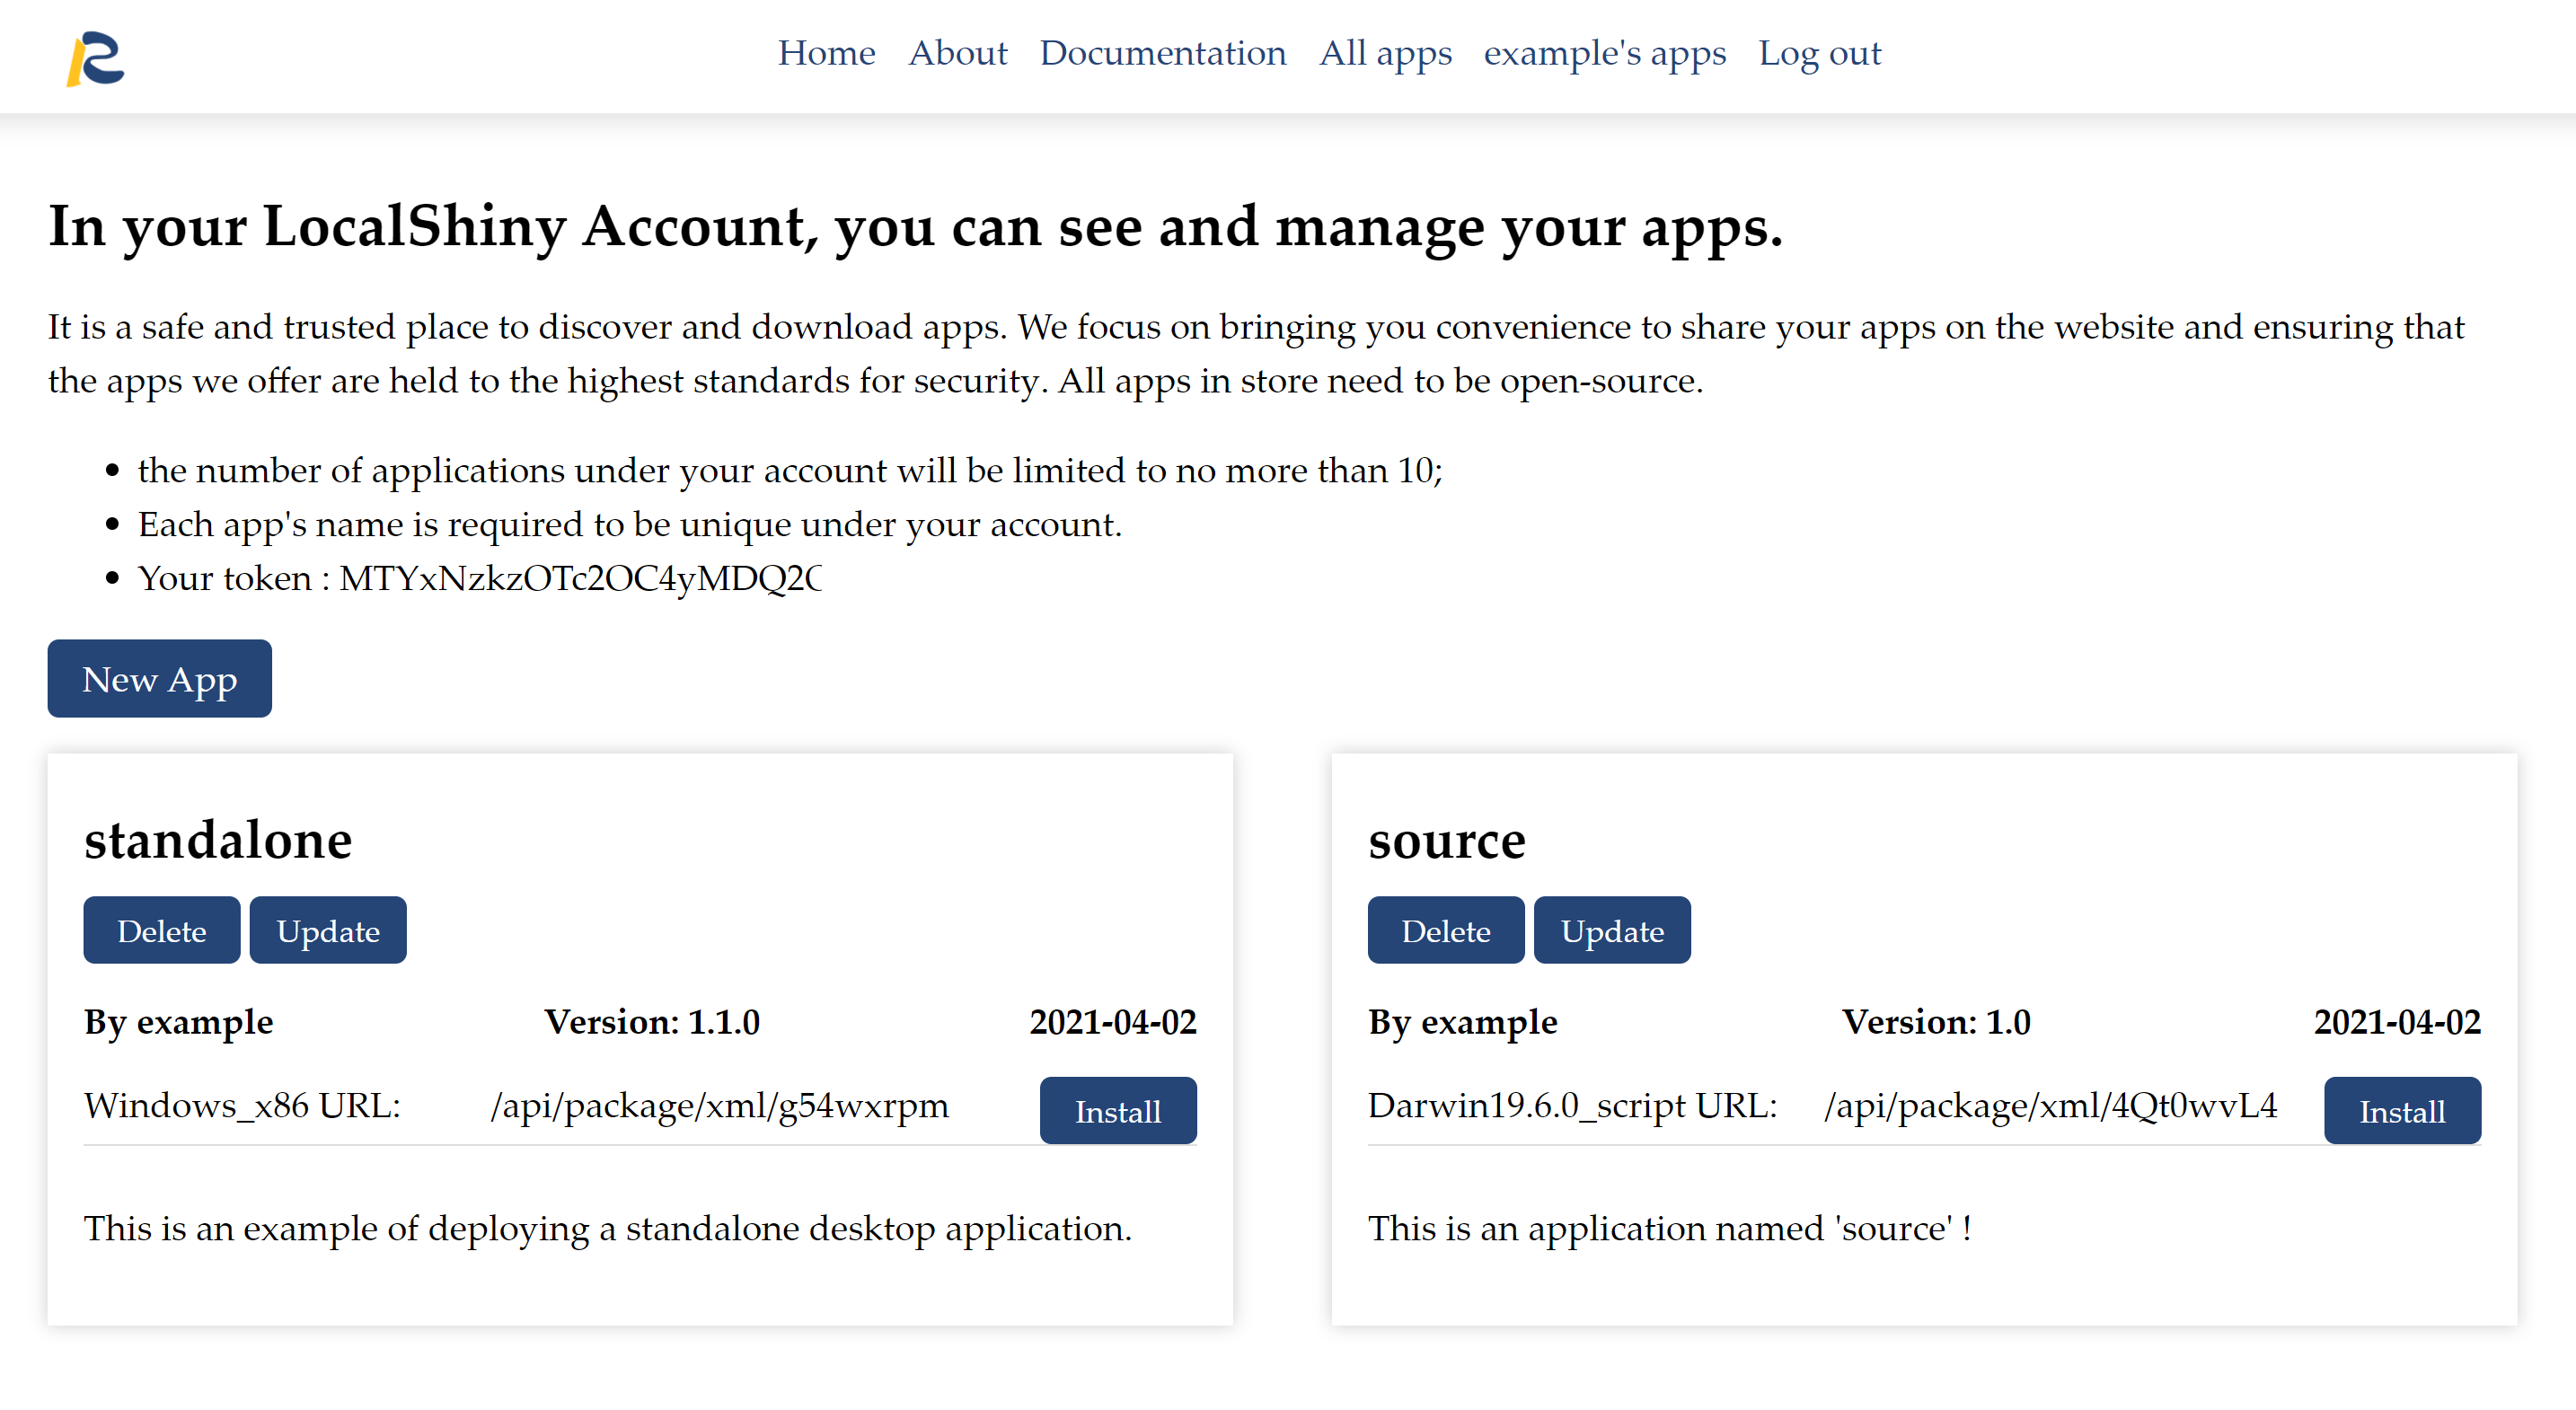 Home About Documentation All apps example's apps Log out
In your LocalShiny Account, you can see and manage your apps.
It is a safe and trusted place to discover and download apps. We focus on bringing you convenience to share your apps on the website and ensuring that
the apps we offer are held to the highest standards for security. All apps in store need to be open-source.
• the number of applications under your account will be limited to no more than 10;
• Each app's name is required to be unique under your account.
• Your token : MTYxNzkzOTc2OC4yMDQ2
New App
standalone
Delete Update
By example Version: 1.1.0 2021-04-02
Windows_x86 URL: /api/package/xml/g54wxrpm Install
This is an example of deploying a standalone desktop application.
source
Delete Update
By example Version: 1.0 2021-04-02
Darwin19.6.0_script URL: /api/package/xml/4Qt0wvL4 Install
This is an application named 'source' !